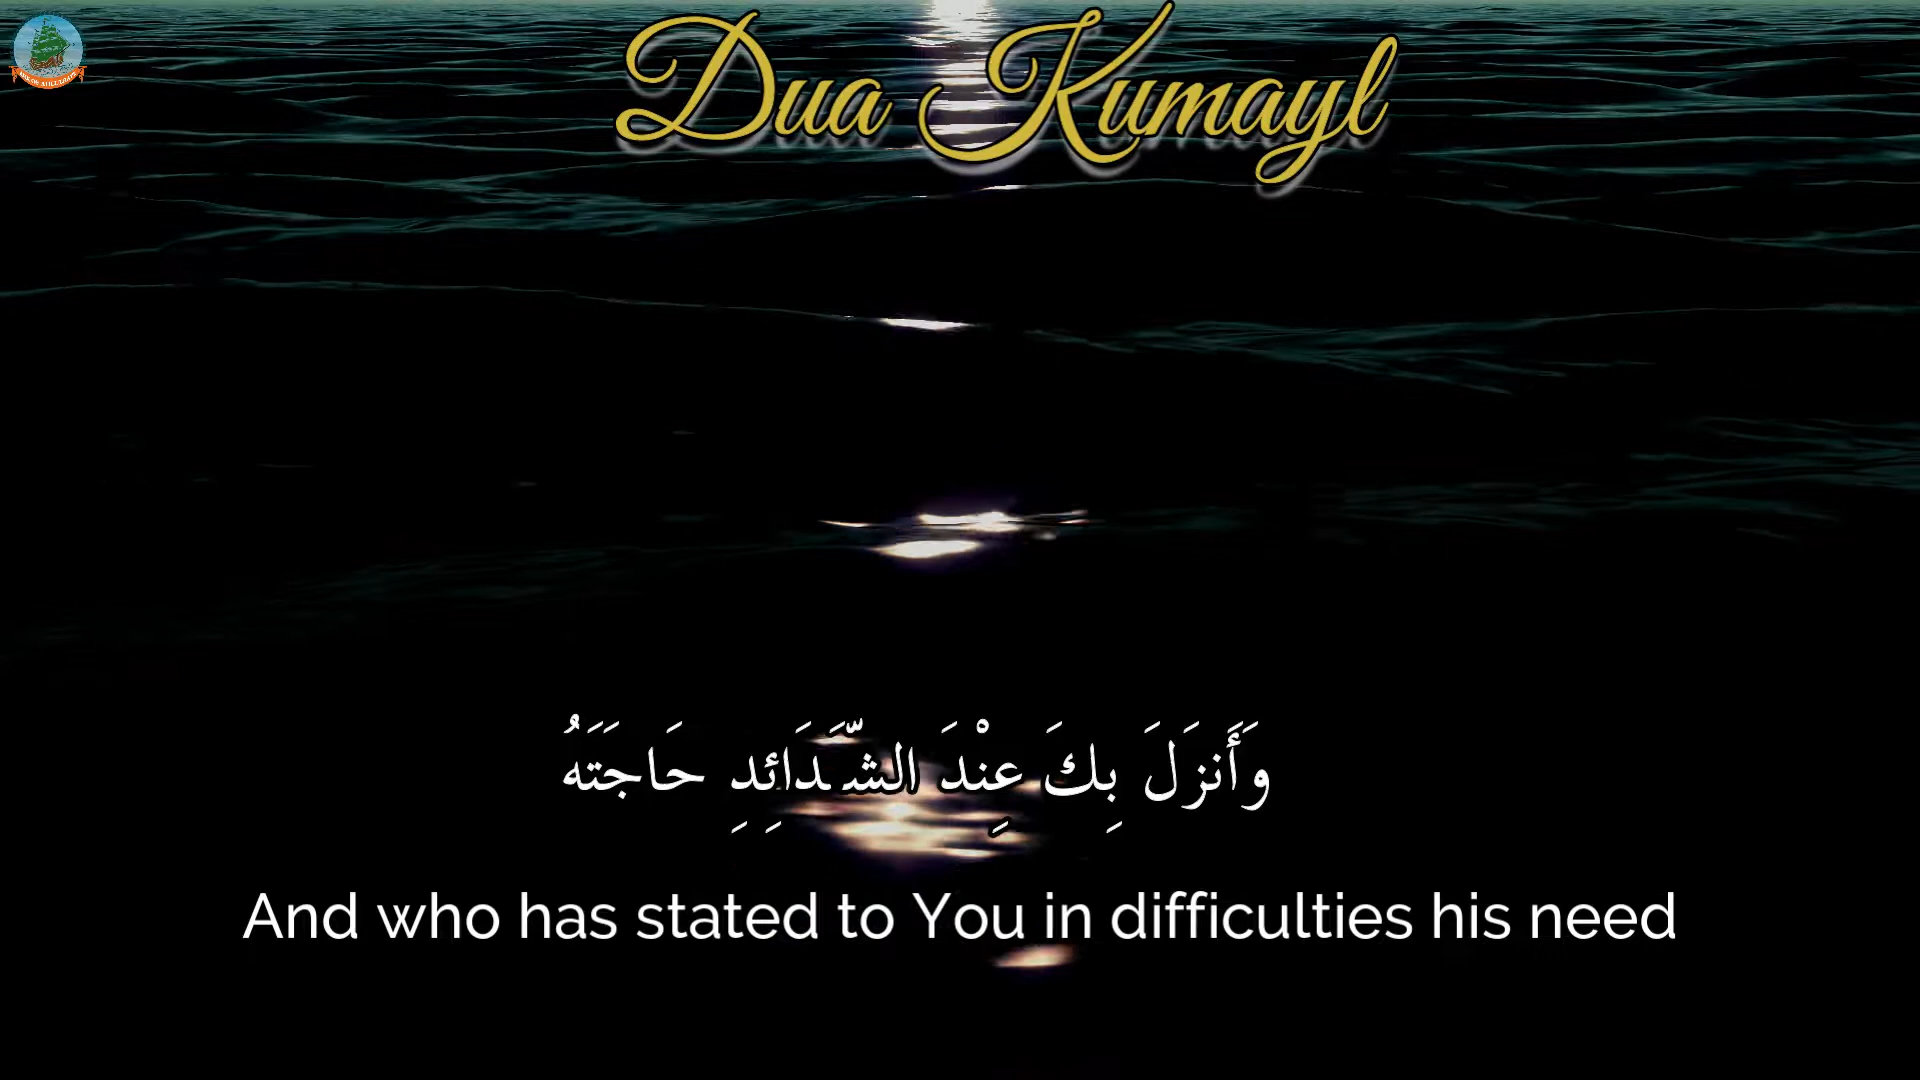 Dua Kumayl
وَأَنزَلَ بِكَ عِنْدَ الشَّدَائِدِ حَاجَتَهُ
And who has stated to You in difficulties his need